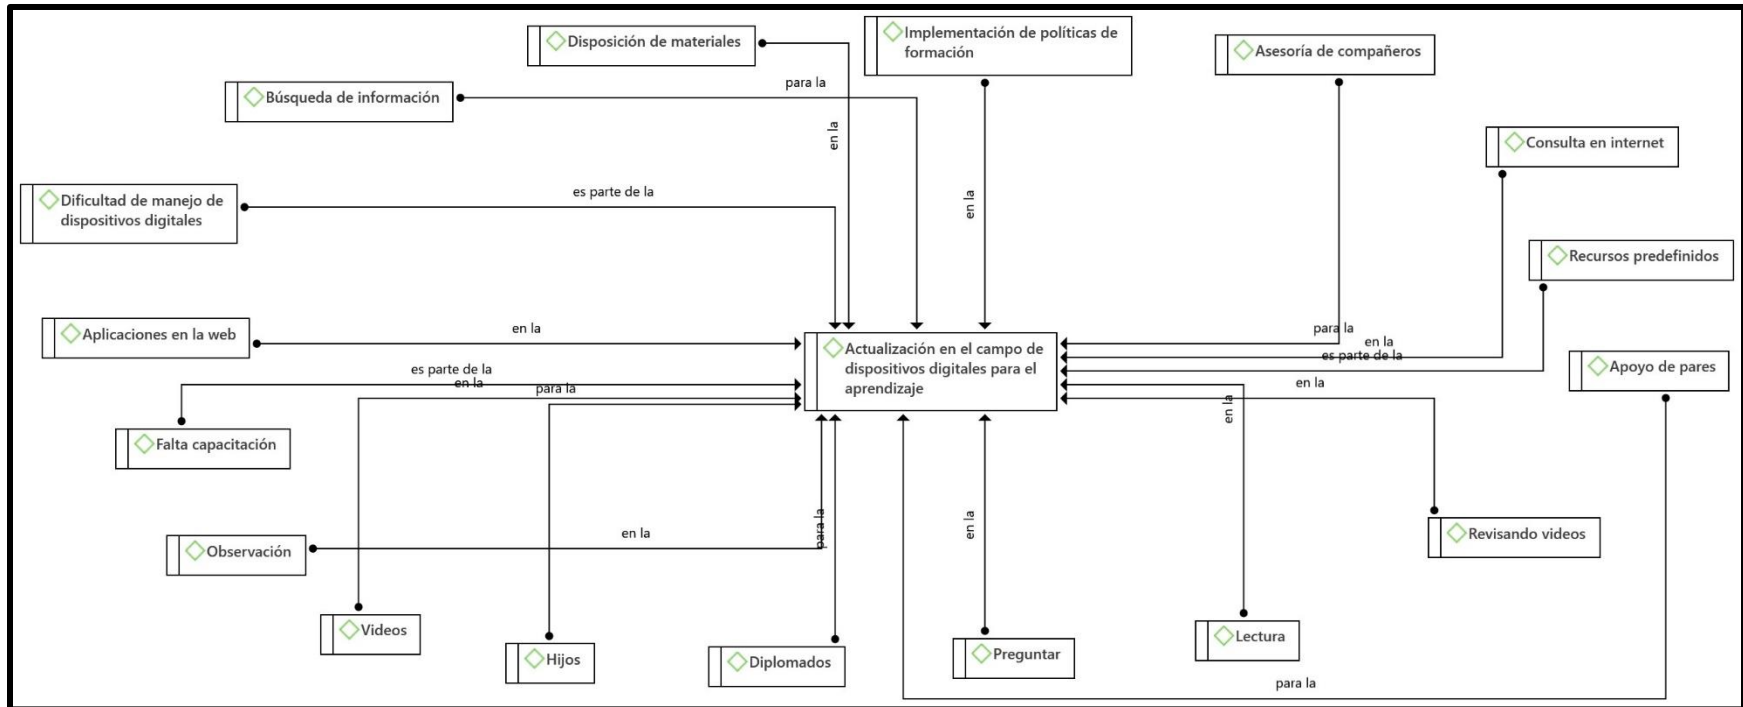 Implementación de políticas de
formación
Disposición de materiales
Asesoría de compañeros
Búsqueda de información
para la
en la
Consulta en internet
Dificultad de manejo de
dispositivos digitales
es parte de la
en la
Recursos predefinidos
Aplicaciones en la web
en la
Actualización en el campo de
dispositivos digitales para el
aprendizaje
para la
en la
es parte de la
Apoyo de pares
es parte de la
en la
para la
en la
en la
Falta capacitación
Observación
en la
para la
en la
Revisando videos
Videos
Hijos
Diplomados
Preguntar
Lectura
para la